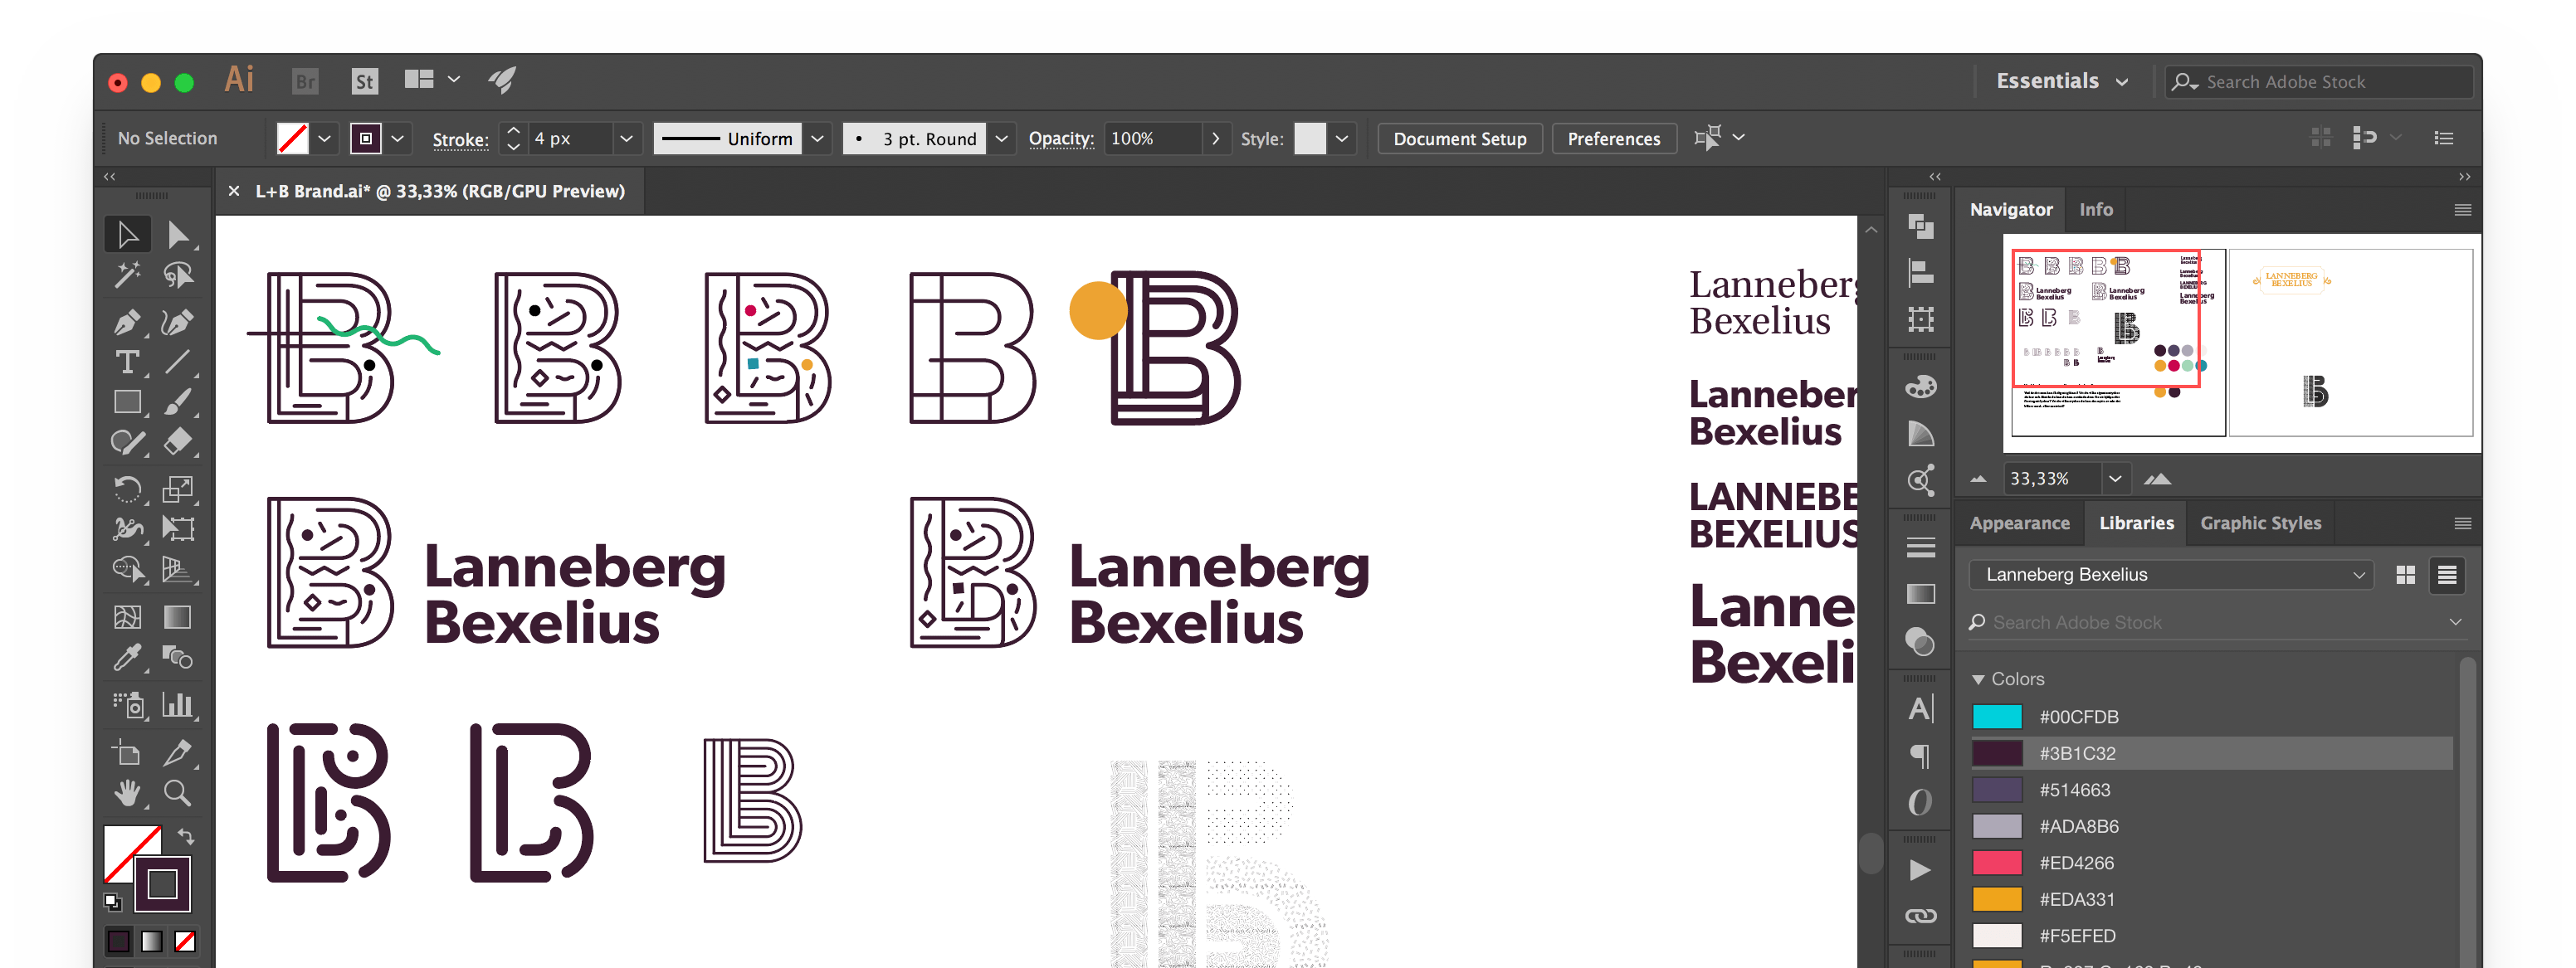 Ai Br St Essentials Search Adobe Stock
No Selection Stroke: 4 px Uniform 3 pt. Round Opacity: 100% Style: Document Setup Preferences
L+B Brand.ai* @ 33,33% (RGB/GPU Preview)
Navigator Info
LANNEBERG
BEXELIUS
Lanneberg
Bexelius
Lanneberg
Bexelius
Lanneberg
Bexelius
Lanneber
Bexelius
LANNEBE
BEXELIUS
Lanne
Bexeli
33,33%
Appearance Libraries Graphic Styles
Lanneberg Bexelius
Search Adobe Stock
Colors
#00CFDB
#3B1C32
#514663
#ADA8B6
#ED4266
#EDA331
#F5EFED